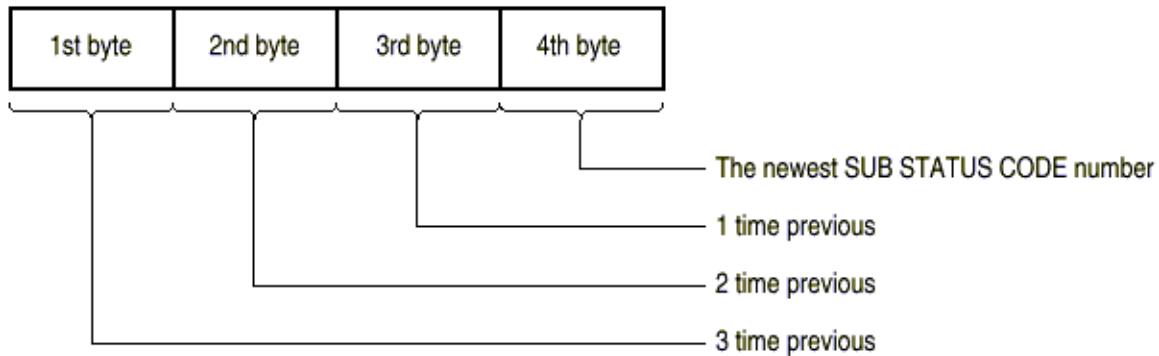 1st byte 2nd byte 3rd byte 4th byte
The newest SUB STATUS CODE number
1 time previous
2 time previous
3 time previous